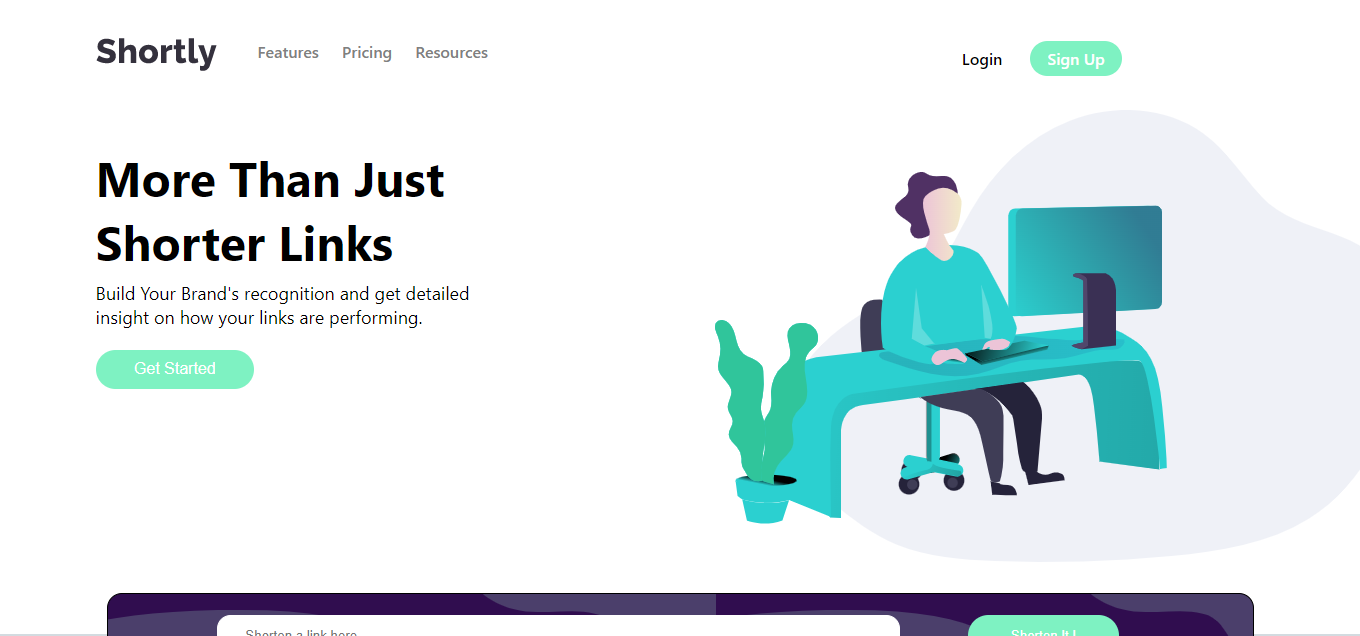 Shortly
Features Pricing Resources
Login Sign Up
More Than Just
Shorter Links
Build Your Brand's recognition and get detailed
insight on how your links are performing.
Get Started
Shorten a link here
Shorten It !